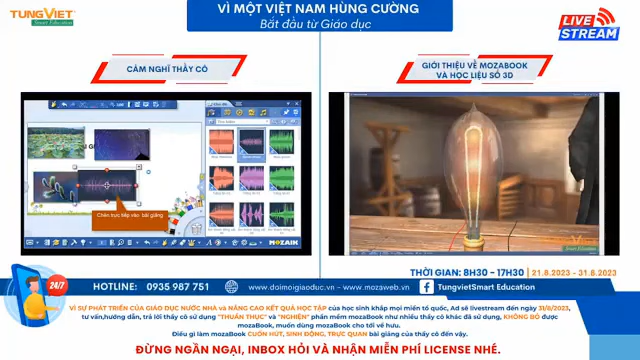 TUNGVIET
Smart Education
VÌ MỘT VIỆT NAM HÙNG CƯỜNG
Bắt đầu từ Giáo dục
LIVE
STREAM
CẢM NGHĨ THẦY CÔ
GIỚI THIỆU VỀ MOZABOOK
VÀ HỌC LIỆU SỐ 3D
Chèn trực tiếp vào bài giảng
MOZAIK
THỜI GIAN: 8H30 - 17H30 | 21.8.2023 - 31.8.2023
24/7
HOTLINE: 0935 987 751
www.doimoigiaoduc.vn - www.mozaweb.vn
TungvietSmart Education
VÌ SỰ PHÁT TRIỂN CỦA GIÁO DỤC NƯỚC NHÀ và NÂNG CAO KẾT QUẢ HỌC TẬP của học sinh khắp mọi miền tổ quốc, Ad sẽ livestream đến ngày 31/8/2023,
tư vấn,hướng dẫn, trả lời thầy cô sử dụng "THUẦN THỤC" và "NGHIỆN" phần mềm mozaBook như nhiều thầy cô khác đã sử dụng, KHÔNG BỎ được
mozaBook, muốn dùng mozaBook cho tới về hưu.
Điều gì làm mozaBook CUỐN HÚT, SINH ĐỘNG, TRỰC QUAN bài giảng của thầy cô đến vậy.
ĐỪNG NGẦN NGẠI, INBOX HỎI VÀ NHẬN MIỄN PHÍ LICENSE NHÉ.